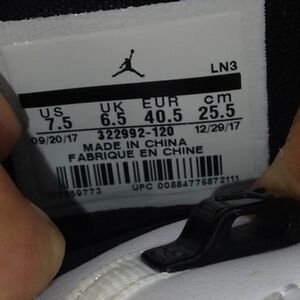 LN3
US UK EUR cm
7.5 6.5 40.5 25.5
09/20/17 12/29/17
322992-120
MADE IN CHINA
FABRIQUE EN CHINE
UPC 00884776872111